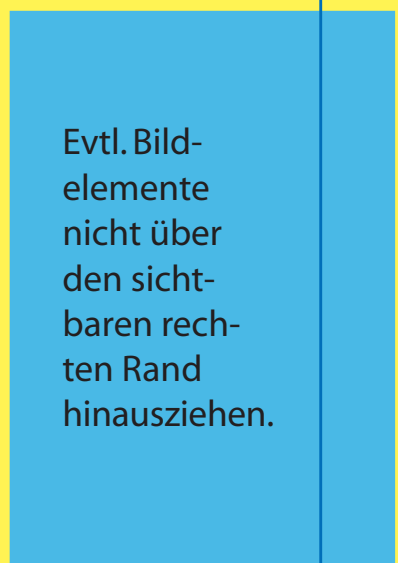 Evtl. Bild-
elemente
nicht über
den sicht-
baren rech-
ten Rand
hinausziehen.